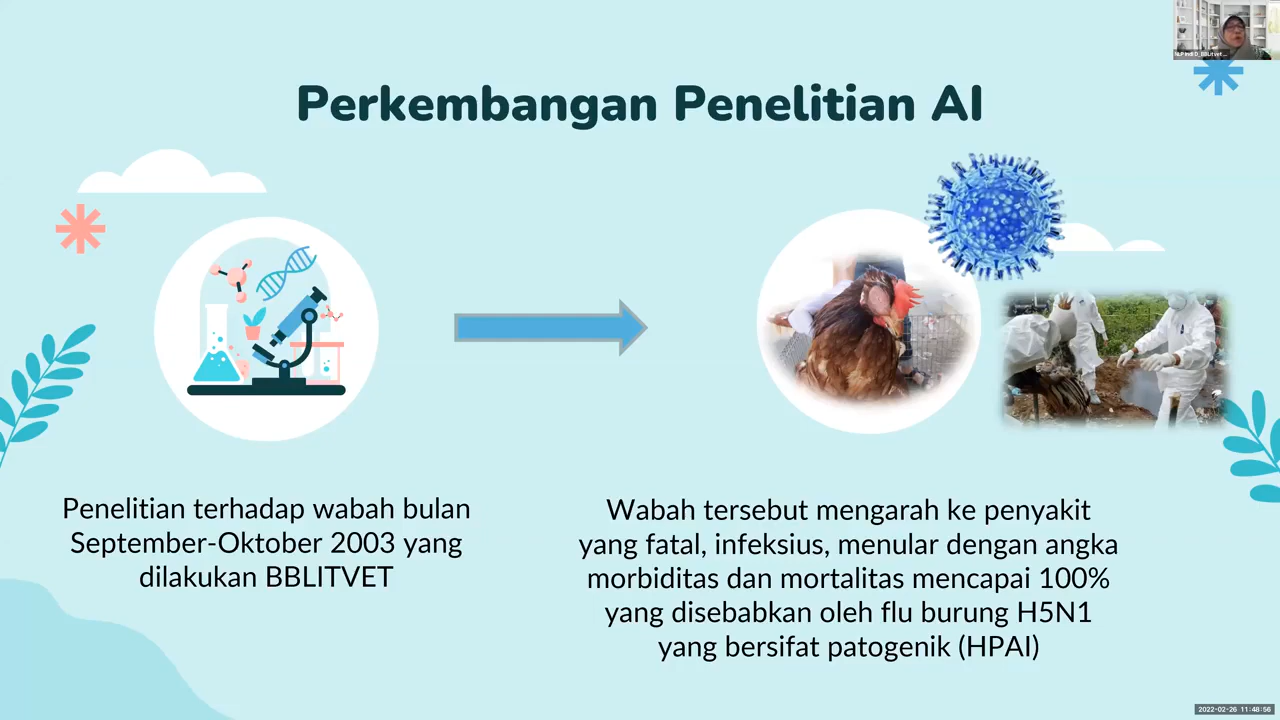 Perkembangan Penelitian AI
Penelitian terhadap wabah bulan
September-Oktober 2003 yang
dilakukan BBLITVET
Wabah tersebut mengarah ke penyakit
yang fatal, infeksius, menular dengan angka
morbiditas dan mortalitas mencapai 100%
yang disebabkan oleh flu burung H5N1
yang bersifat patogenik (HPAI)
2022-02-26 11:48:56